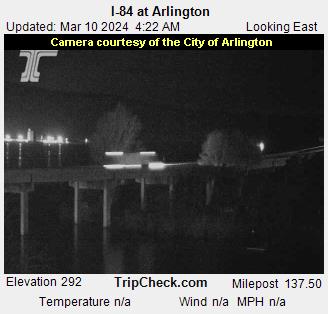 I-84 at Arlington
Updated: Mar 10 2024 4:22 AM Looking East
Camera courtesy of the City of Arlington
Elevation 292 TripCheck.com Milepost 137.50
Temperature n/a Wind n/a MPH n/a